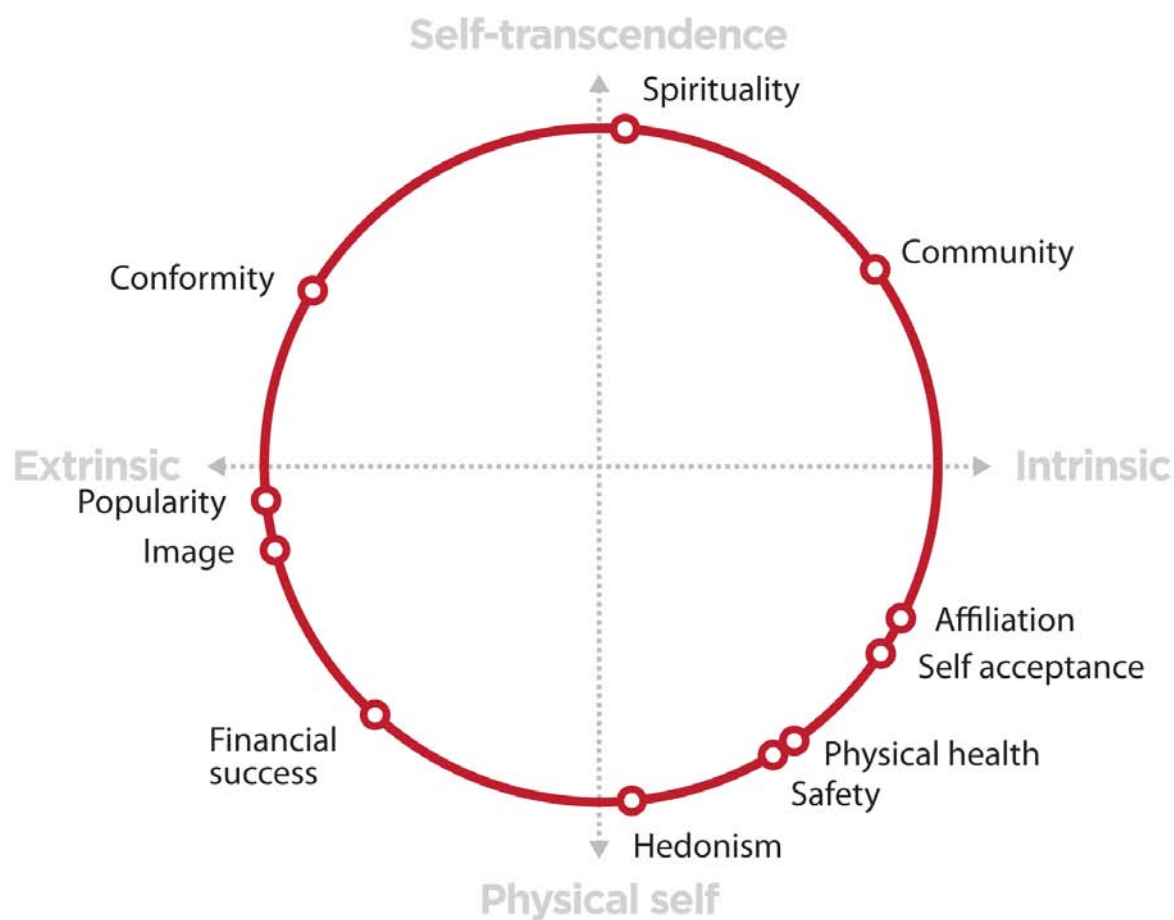 Self-transcendence
Spirituality
Community
Conformity
Extrinsic
Intrinsic
Popularity
Image
Affiliation
Self acceptance
Financial
success
Physical health
Safety
Hedonism
Physical self